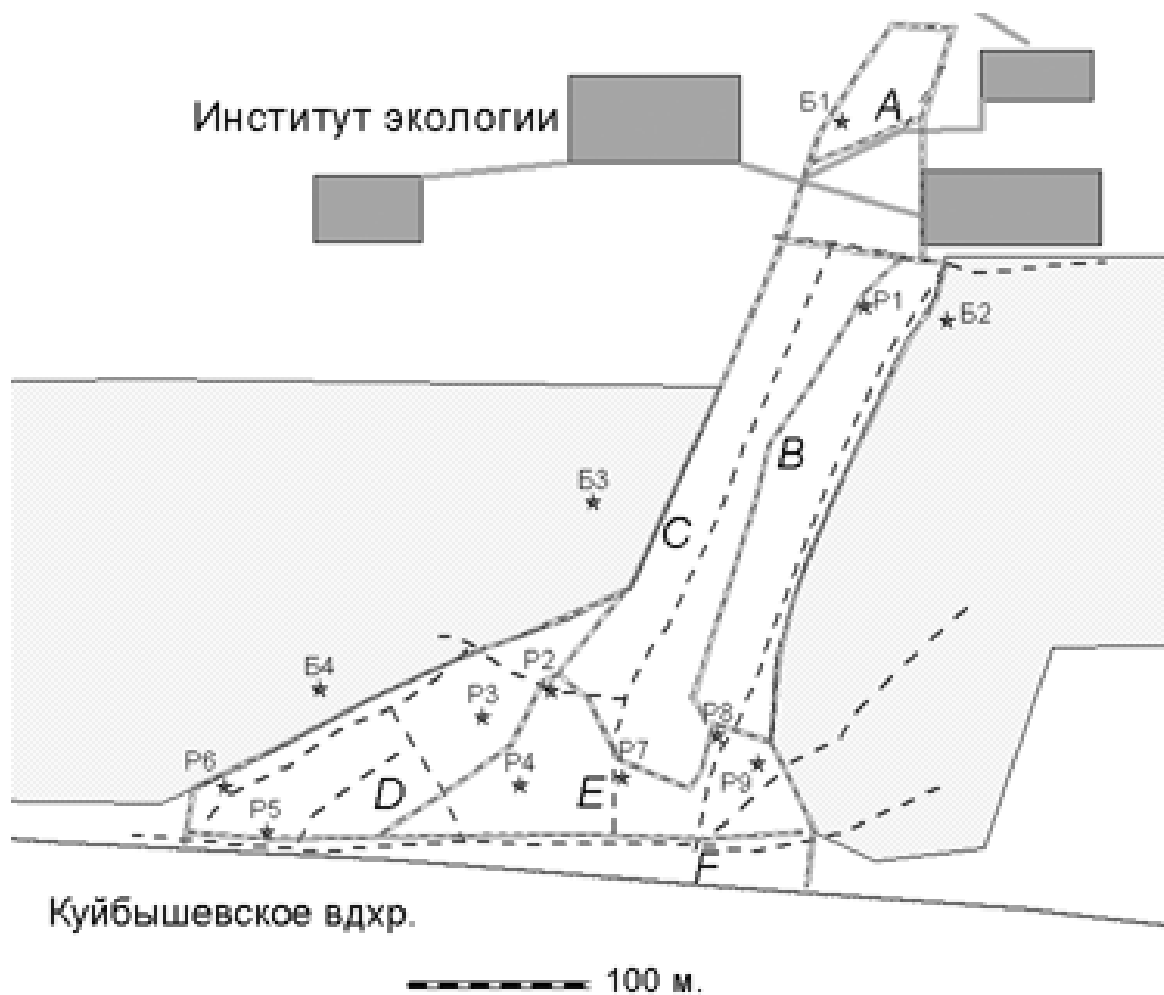 Б1
A
Институт экологии
P1
Б2
B
Б3
C
P2
Б4
P3
P8
P6
P4
P7
P9
D
E
P5
F
Куйбышевское вдхр.
100 м.